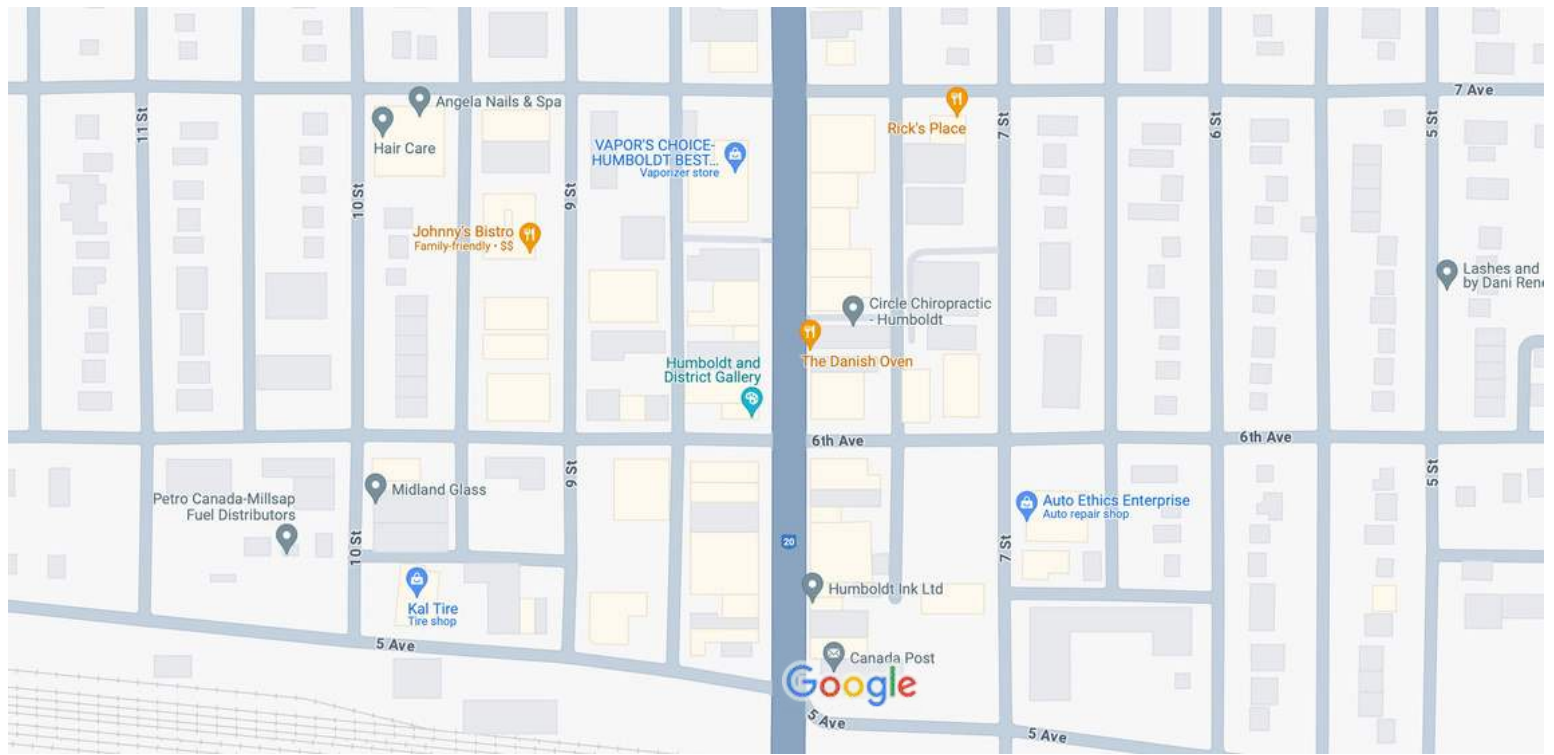 7 Ave
11 St
Angela Nails & Spa
Hair Care
Rick's Place
7 St
6 St
5 St
VAPOR'S CHOICE-
HUMBOLDT BEST...
Vaporizer store
10 St
9 St
Johnny's Bistro
Family-friendly • $$
Lashes and
by Dani Rene
Circle Chiropractic
- Humboldt
The Danish Oven
Humboldt and
District Gallery
6th Ave
6th Ave
9 St
5 St
Midland Glass
Petro Canada-Millsap
Fuel Distributors
Auto Ethics Enterprise
Auto repair shop
10 St
20
7 St
Humboldt Ink Ltd
Kal Tire
Tire shop
5 Ave
Canada Post
Google
5 Ave
5 Ave